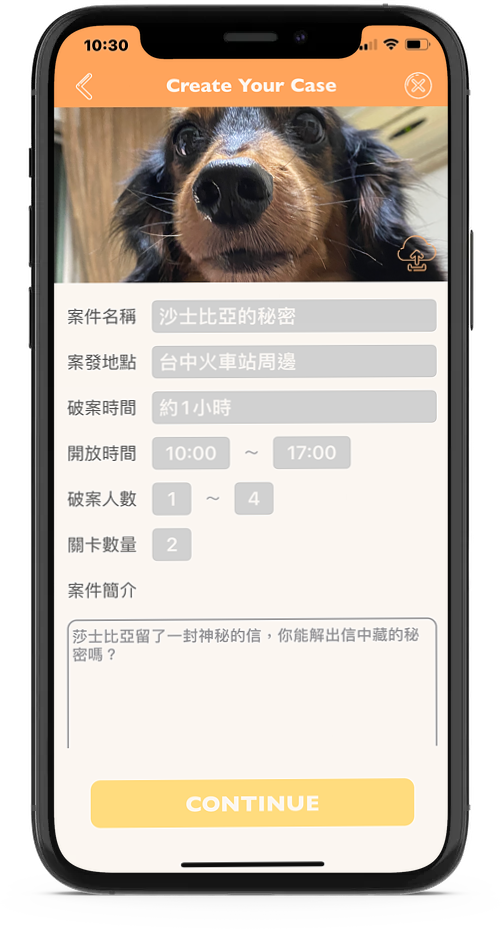 10:30
Create Your Case
案件名稱 沙士比亞的秘密
案發地點 台中火車站周邊
破案時間 約1小時
開放時間 10:00 ~ 17:00
破案人數 1 ~ 4
關卡數量 2
案件簡介
莎士比亞留了一封神秘的信，你能解出信中藏的秘
密嗎？
CONTINUE